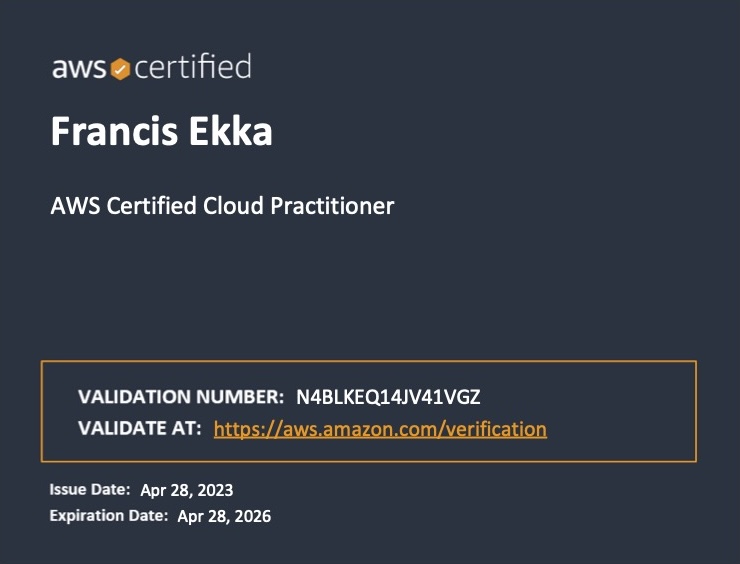 aws certified
Francis Ekka
AWS Certified Cloud Practitioner
VALIDATION NUMBER: N4BLKEQ14JV41VGZ
VALIDATE AT: https://aws.amazon.com/verification
Issue Date: Apr 28, 2023
Expiration Date: Apr 28, 2026